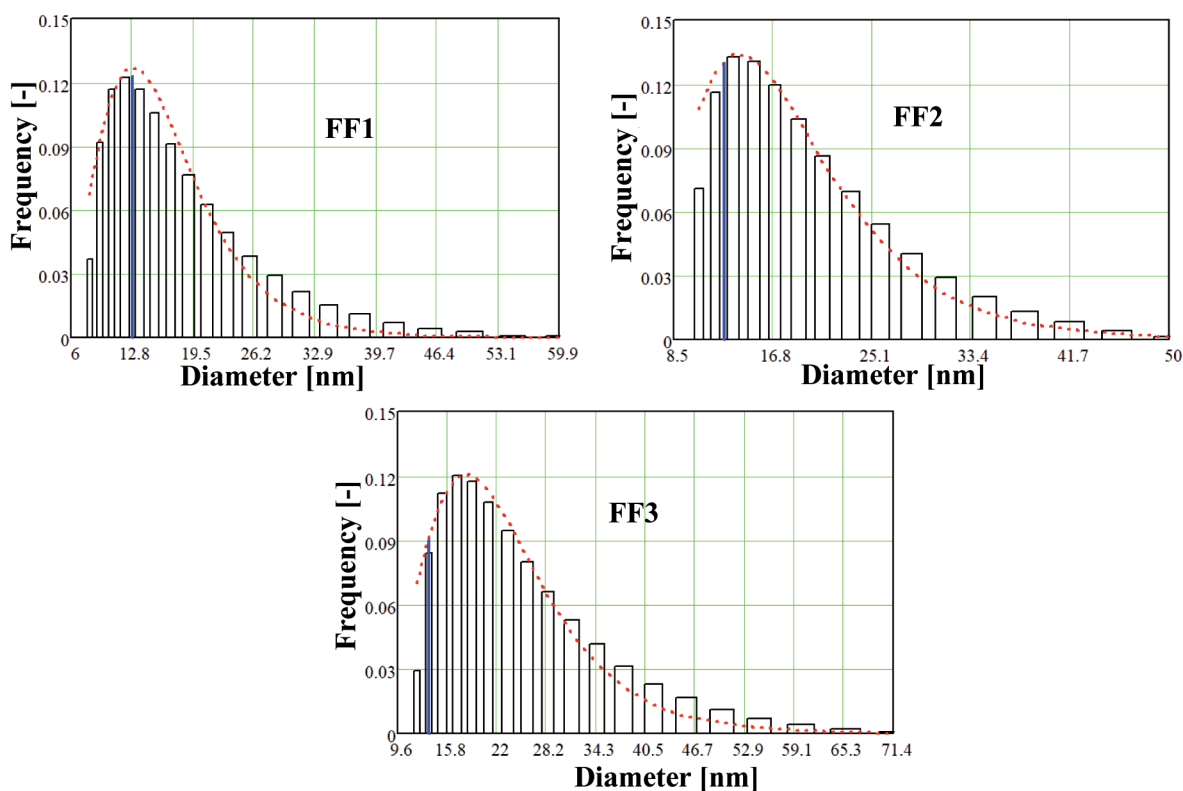 0.15
0.12
0.09
0.06
0.03
0
Frequency [-]
FF1
6 12.8 19.5 26.2 32.9 39.7 46.4 53.1 59.9
Diameter [nm]
0.15
0.12
0.09
0.06
0.03
0
Frequency [-]
FF2
8.5 16.8 25.1 33.4 41.7 50
Diameter [nm]
0.15
0.12
0.09
0.06
0.03
0
Frequency [-]
FF3
9.6 15.8 22 28.2 34.3 40.5 46.7 52.9 59.1 65.3 71.4
Diameter [nm]